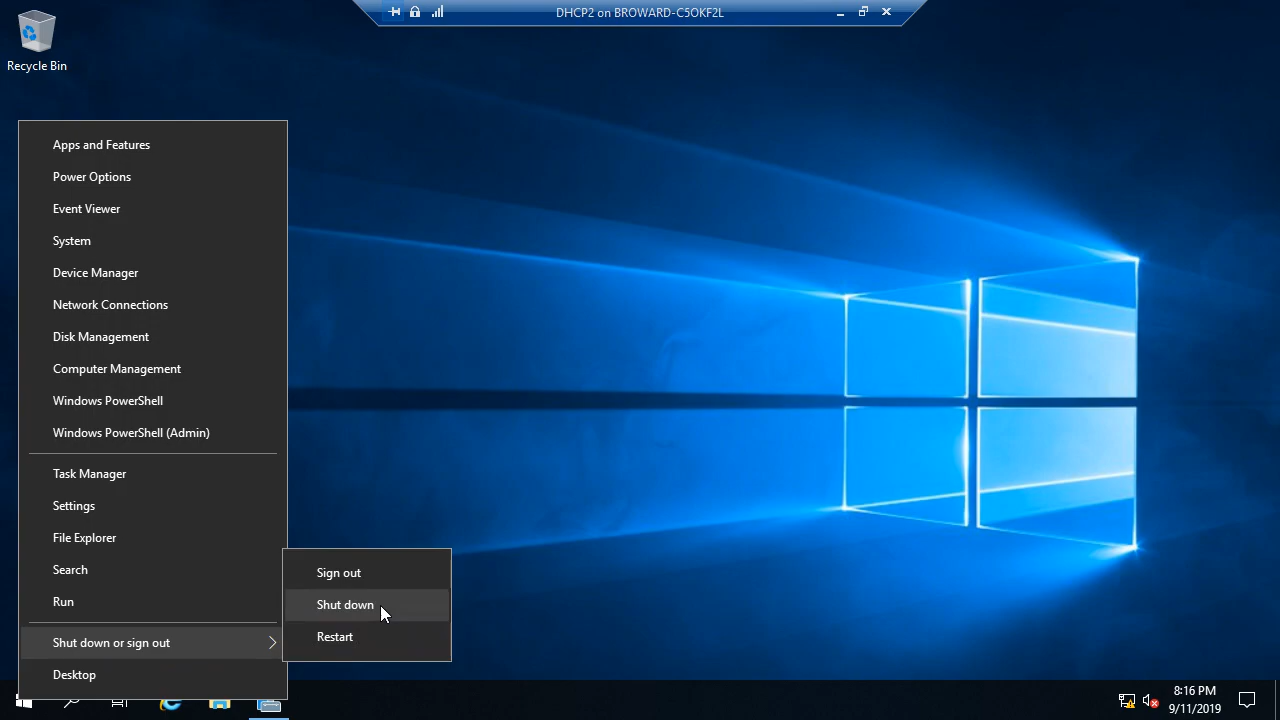 DHCP2 on BROWARD-C5OKF2L
Recycle Bin
Apps and Features
Power Options
Event Viewer
System
Device Manager
Network Connections
Disk Management
Computer Management
Windows PowerShell
Windows PowerShell (Admin)
Task Manager
Settings
File Explorer
Search
Run
Shut down or sign out
Desktop
Sign out
Shut down
Restart
8:16 PM
9/11/2019